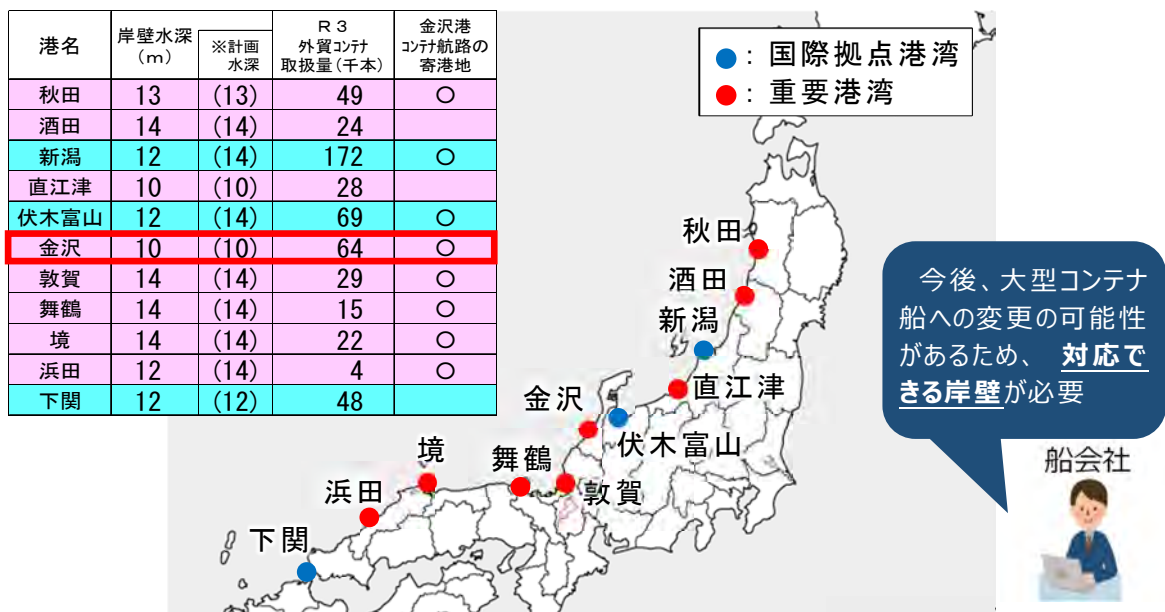 港名 岸壁水深（m） ※計画水深 R３外貿コンテナ取扱量（千本） 金沢港コンテナ航路の寄港地
秋田 13 (13) 49 ○
酒田 14 (14) 24
新潟 12 (14) 172 ○
直江津 10 (10) 28
伏木富山 12 (14) 69 ○
金沢 10 (10) 64 ○
敦賀 14 (14) 29 ○
舞鶴 14 (14) 15 ○
境 14 (14) 22 ○
浜田 12 (14) 4 ○
下関 12 (12) 48
：国際拠点港湾
：重要港湾
秋田
酒田
新潟
直江津
金沢
伏木富山
境
舞鶴
敦賀
浜田
下関
今後、大型コンテナ
船への変更の可能性
があるため、 対応で
きる岸壁が必要
船会社